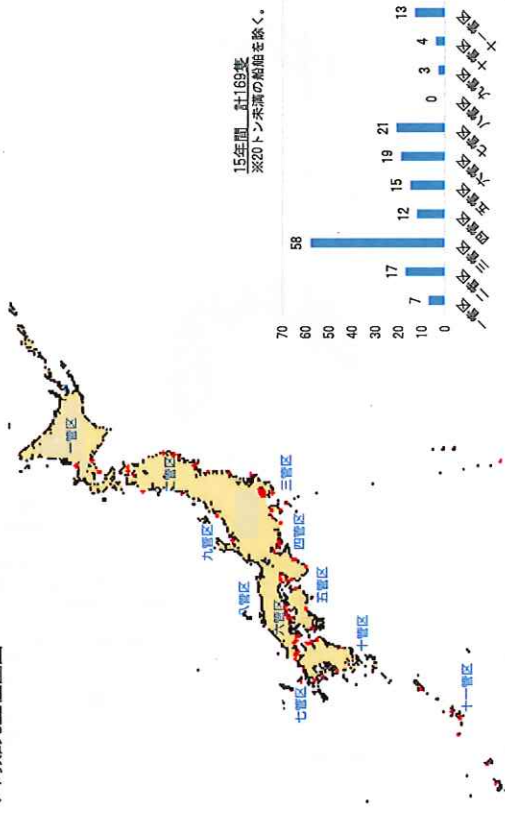 一管区
二管区
九管区
三管区
八管区
四管区
六管区
五管区
七管区
十管区
十一管区
15年間 計169隻
※20トン未満の船舶を除く。
70
60
50
40
30
20
10
0
7
17
58
12
15
19
21
0
3
4
13
一管区
二管区
三管区
四管区
五管区
六管区
七管区
八管区
九管区
十管区
十一管区